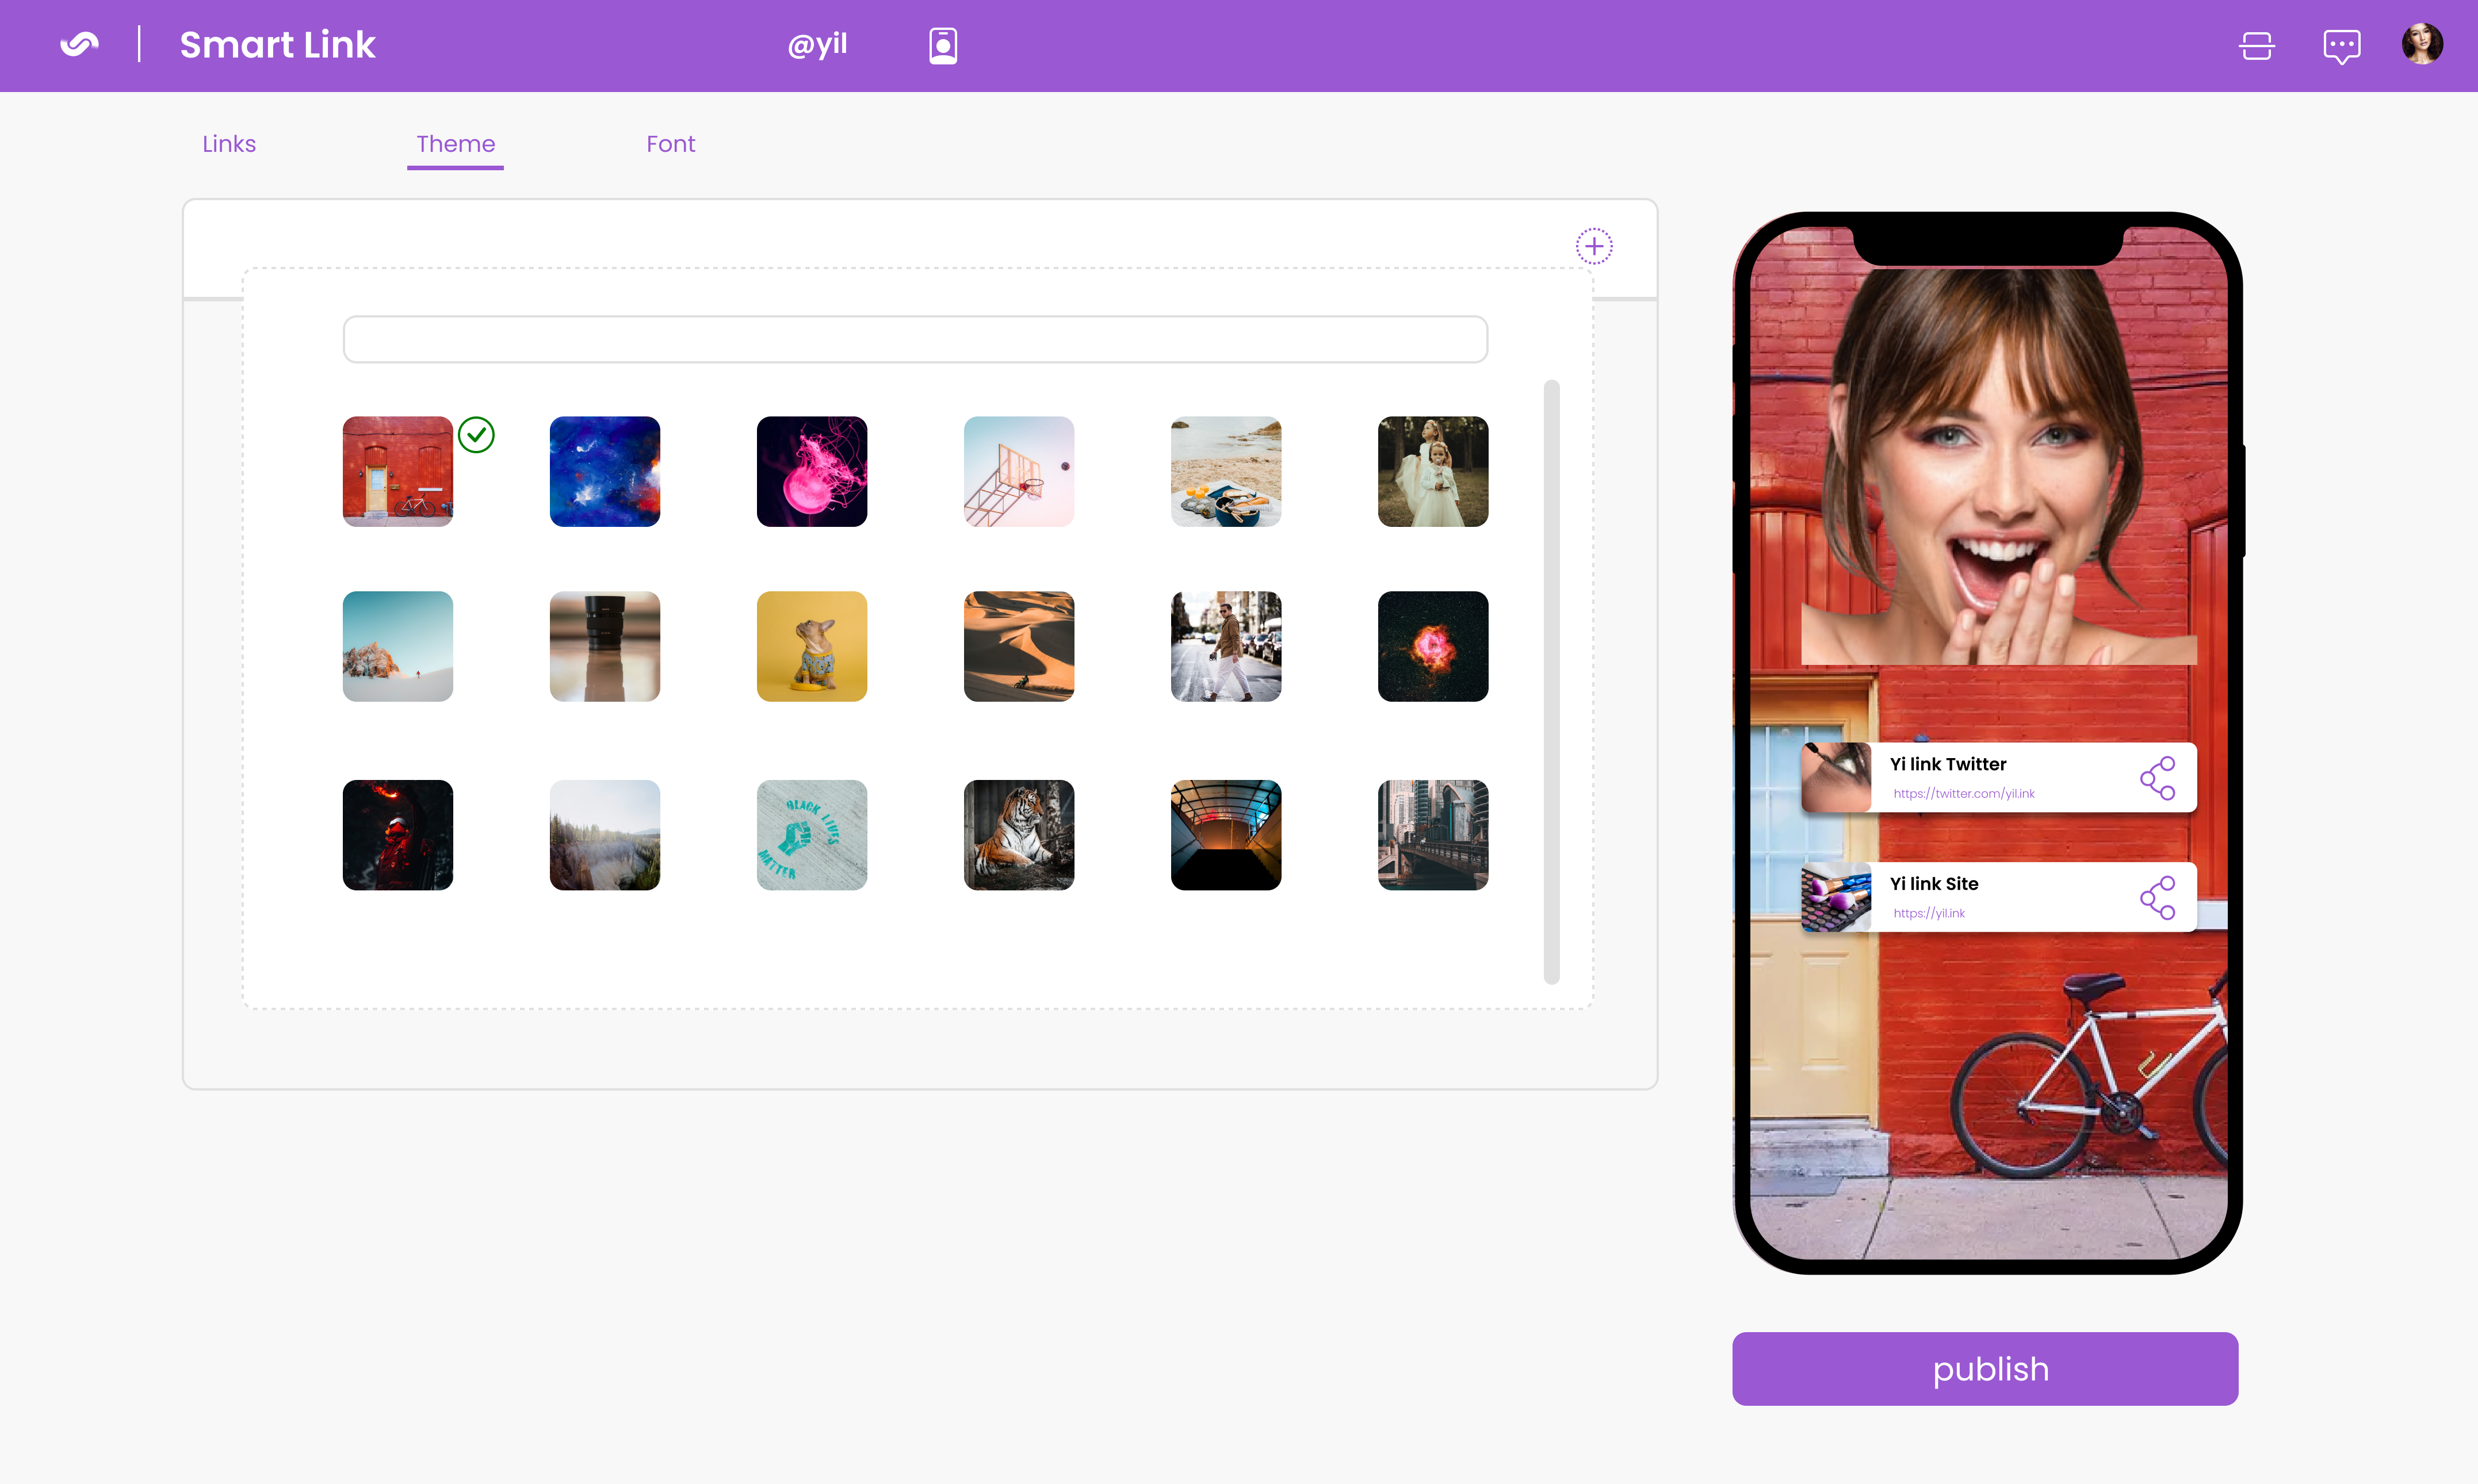 Smart Link
@yil
Links
Theme
Font
BLACK LIVES
MATTER
Yi link Twitter
https://twitter.com/yil.ink
Yi link Site
https://yil.ink
publish